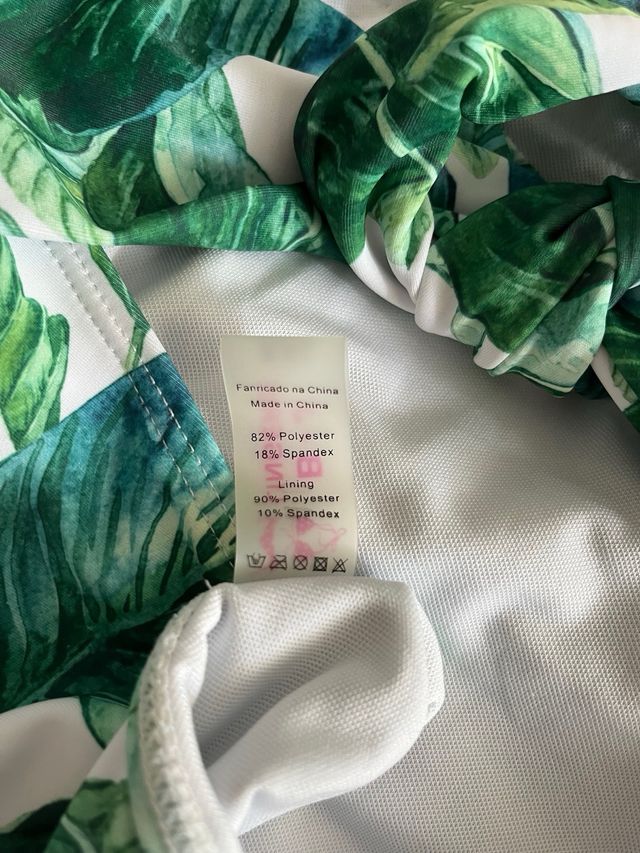 Fanricado na China
Made in China
82% Polyester
18% Spandex
Lining
90% Polyester
10% Spandex